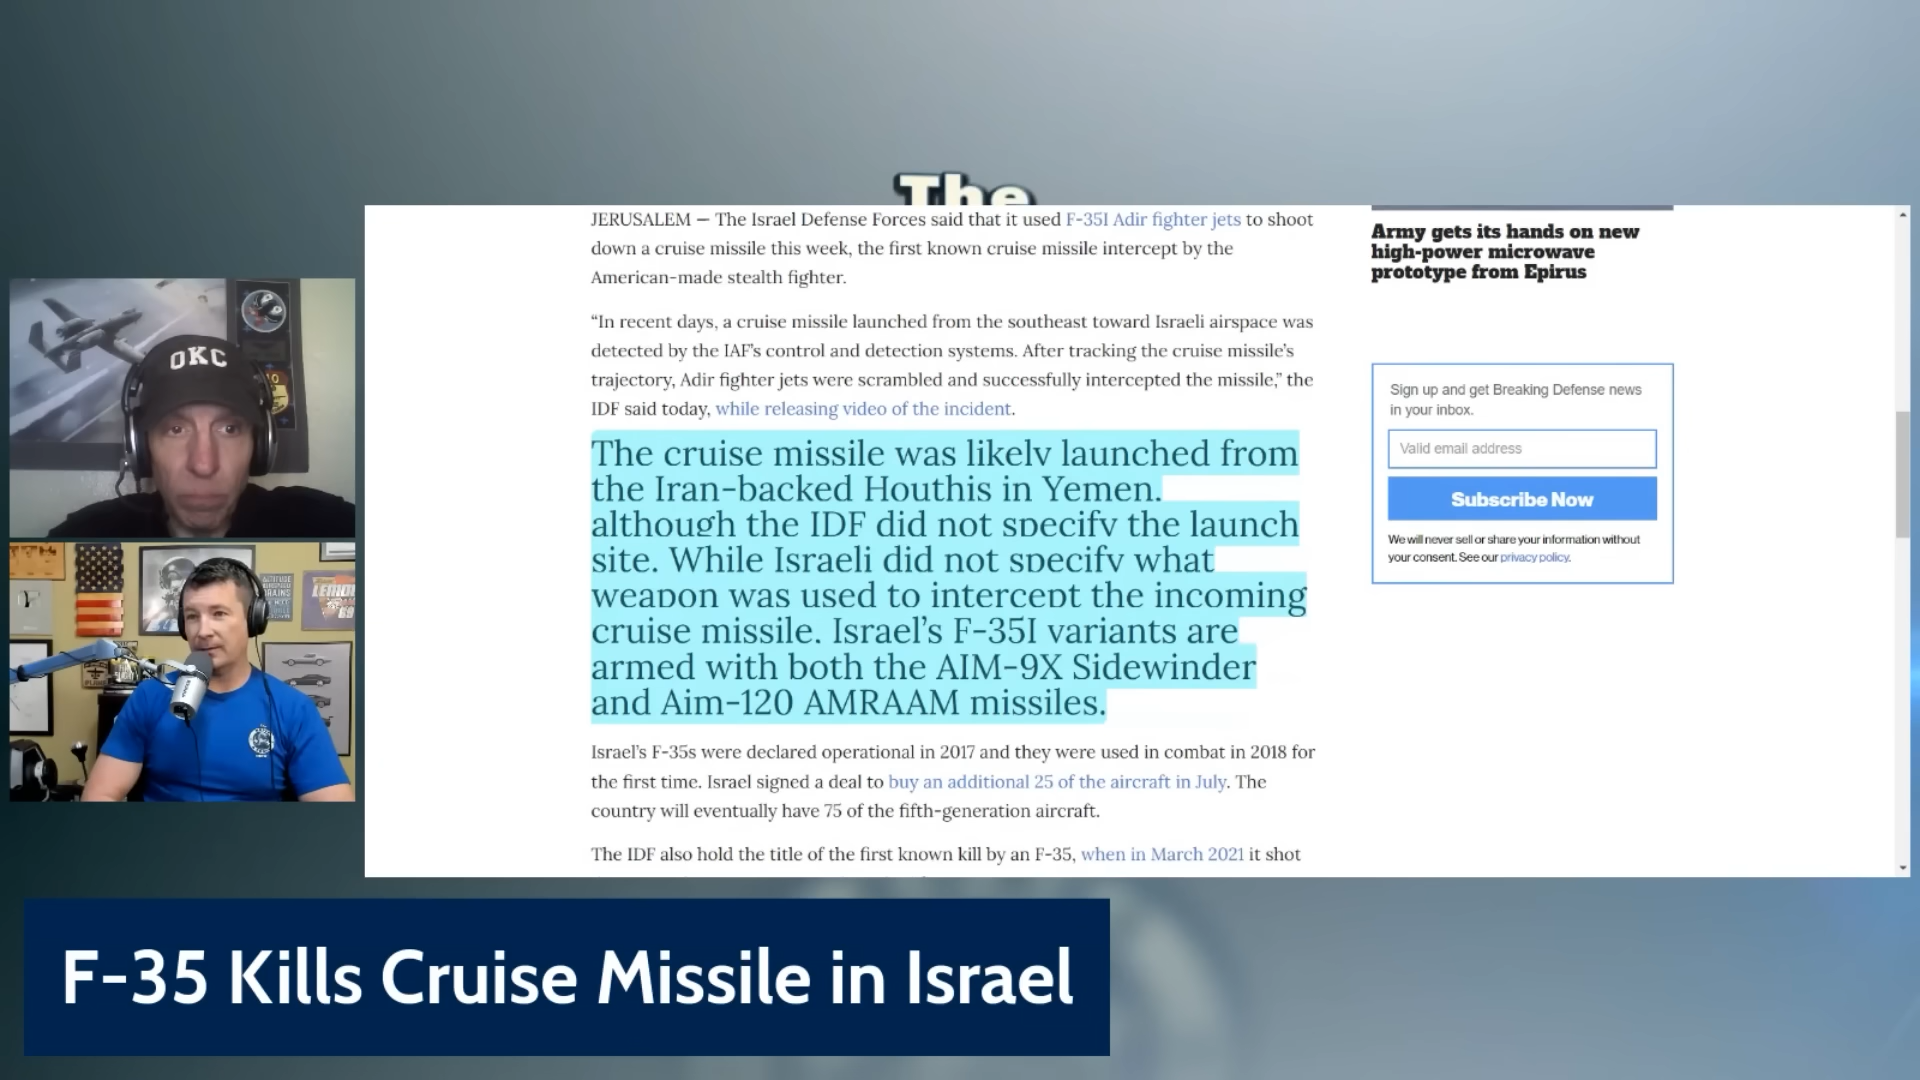 The
JERUSALEM — The Israel Defense Forces said that it used F-35I Adir fighter jets to shoot
down a cruise missile this week, the first known cruise missile intercept by the
American-made stealth fighter.
“In recent days, a cruise missile launched from the southeast toward Israeli airspace was
detected by the IAF’s control and detection systems. After tracking the cruise missile’s
trajectory, Adir fighter jets were scrambled and successfully intercepted the missile,” the
IDF said today, while releasing video of the incident.
The cruise missile was likely launched from
the Iran-backed Houthis in Yemen,
although the IDF did not specify the launch
site. While Israeli did not specify what
weapon was used to intercept the incoming
cruise missile, Israel’s F-35I variants are
armed with both the AIM-9X Sidewinder
and Aim-120 AMRAAM missiles.
Israel’s F-35s were declared operational in 2017 and they were used in combat in 2018 for
the first time. Israel signed a deal to buy an additional 25 of the aircraft in July. The
country will eventually have 75 of the fifth-generation aircraft.
The IDF also hold the title of the first known kill by an F-35, when in March 2021 it shot
Army gets its hands on new
high-power microwave
prototype from Epirus
Sign up and get Breaking Defense news
in your inbox.
Valid email address
Subscribe Now
We will never sell or share your information without
your consent. See our privacy policy.
OKC
F-35 Kills Cruise Missile in Israel